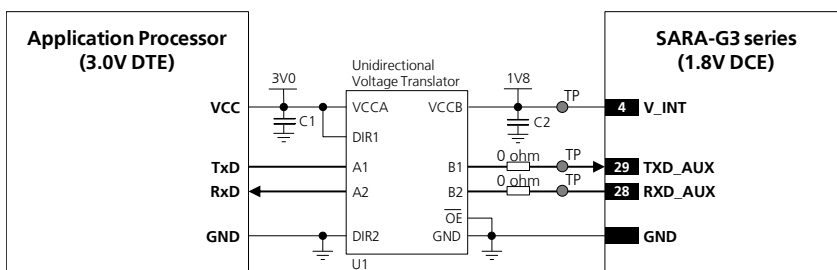 Application Processor
(3.0V DTE)
SARA-G3 series
(1.8V DCE)
Unidirectional
Voltage Translator
3V0
1V8
TP
VCC
VCCA
VCCB
4
V_INT
C1
C2
DIR1
0 ohm
TP
TxD
A1
B1
29
TXD_AUX
0 ohm
TP
RxD
A2
B2
28
RXD_AUX
OE
GND
DIR2
GND
GND
U1